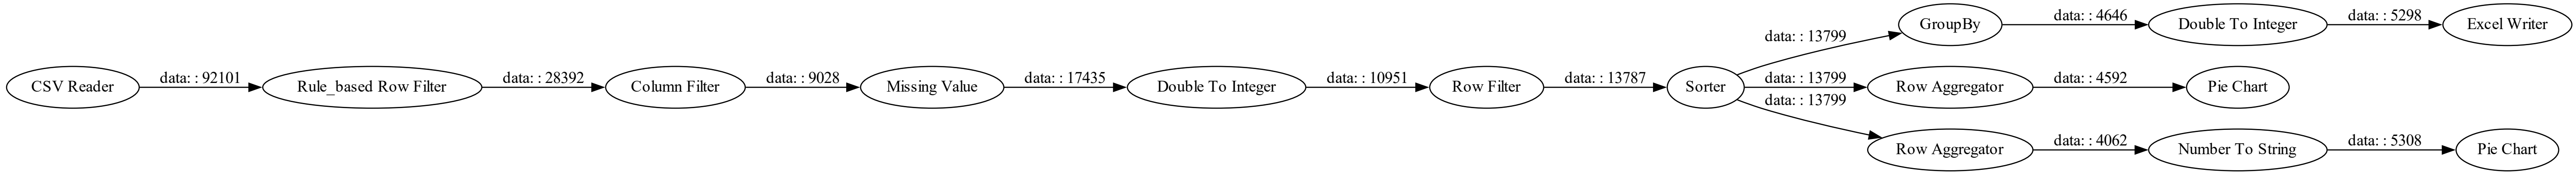 CSV Reader
data: : 92101
Rule_based Row Filter
data: : 28392
Column Filter
data: : 9028
Missing Value
data: : 17435
Double To Integer
data: : 10951
Row Filter
data: : 13787
Sorter
data: : 13799
GroupBy
data: : 4646
Double To Integer
data: : 5298
Excel Writer
data: : 13799
Row Aggregator
data: : 4592
Pie Chart
data: : 13799
Row Aggregator
data: : 4062
Number To String
data: : 5308
Pie Chart